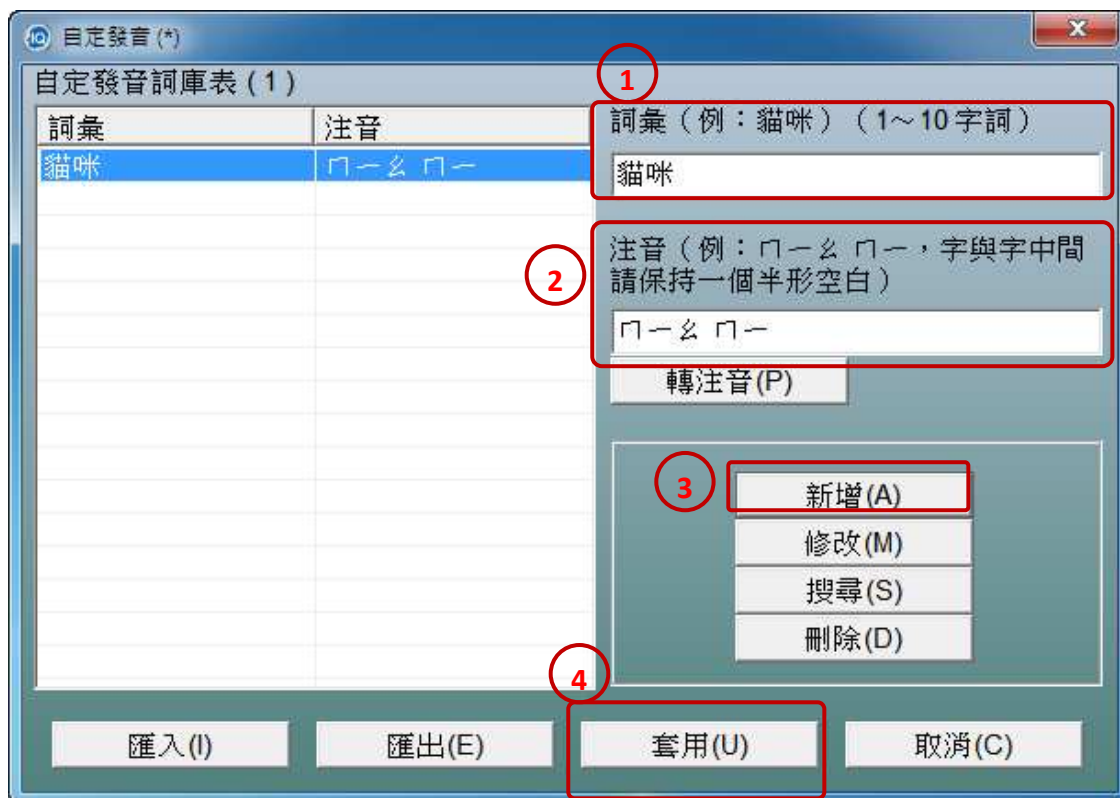 自定發音(*)
自定發音詞庫表(1)
詞彙 注音
貓咪 ㄇㄧㄠ ㄇㄧ
1
詞彙(例:貓咪)(1~10字詞)
貓咪
2
注音(例:ㄇㄧㄠ ㄇㄧ,字與字中間
請保持一個半形空白)
ㄇㄧㄠ ㄇㄧ
轉注音(P)
3
新增(A)
修改(M)
搜尋(S)
刪除(D)
4
匯入(I) 匯出(E) 套用(U) 取消(C)